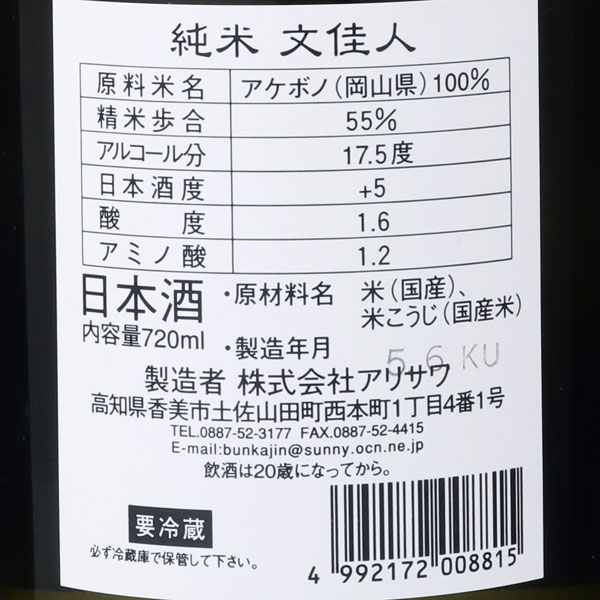 純米 文佳人
原料米名 アケボノ(岡山県)100%
精米歩合 55%
アルコール分 17.5度
日本酒度 +5
酸度 1.6
アミノ酸 1.2
日本酒 ・原材料名 米(国産)、
米こうじ(国産米)
内容量720ml ・製造年月 5.6 KU
製造者 株式会社アリサワ
高知県香美市土佐山田町西本町1丁目4番1号
TEL.0887-52-3177 FAX.0887-52-4415
E-mail:bunkajin@sunny.ocn.ne.jp
飲酒は20歳になってから。
要冷蔵
必ず冷蔵庫で保管して下さい。
4 992172 008815